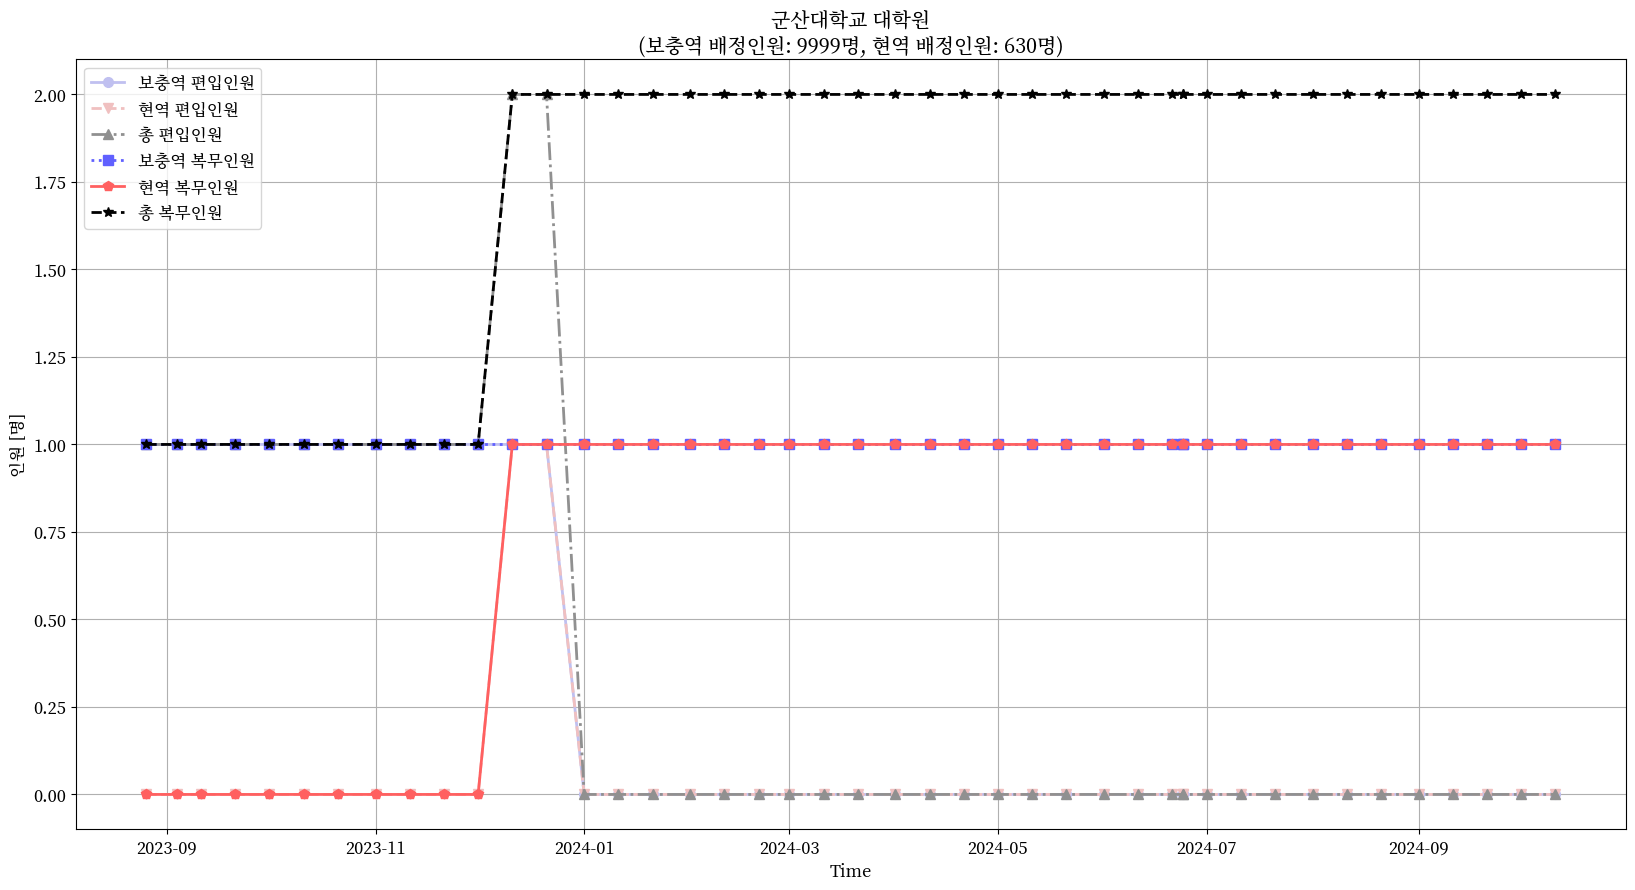 군산대학교 대학원
(보충역 배정인원: 9999명, 현역 배정인원: 630명)
보충역 편입인원
현역 편입인원
총 편입인원
보충역 복무인원
현역 복무인원
총 복무인원
2.00
1.75
1.50
1.25
1.00
0.75
0.50
0.25
0.00
인원 [명]
2023-09
2023-11
2024-01
2024-03
2024-05
2024-07
2024-09
Time